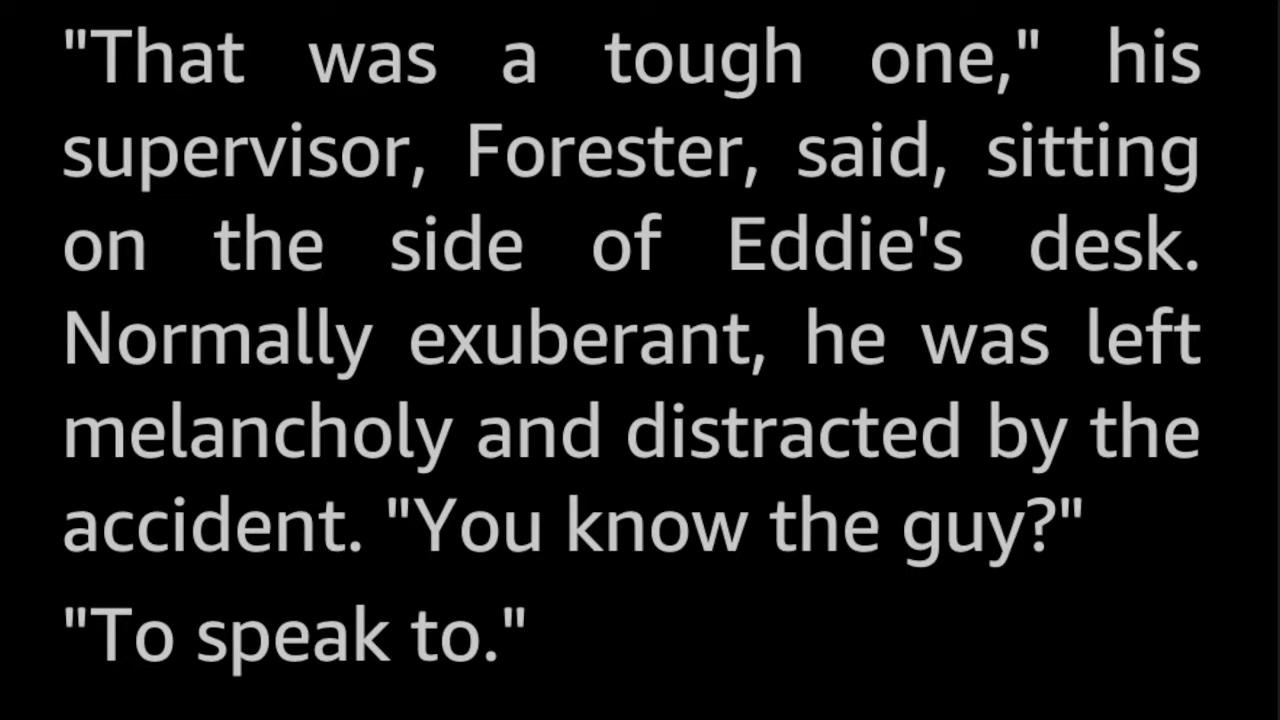 "That was a tough one," his
supervisor, Forester, said, sitting
on the side of Eddie's desk.
Normally exuberant, he was left
melancholy and distracted by the
accident. "You know the guy?"
"To speak to."